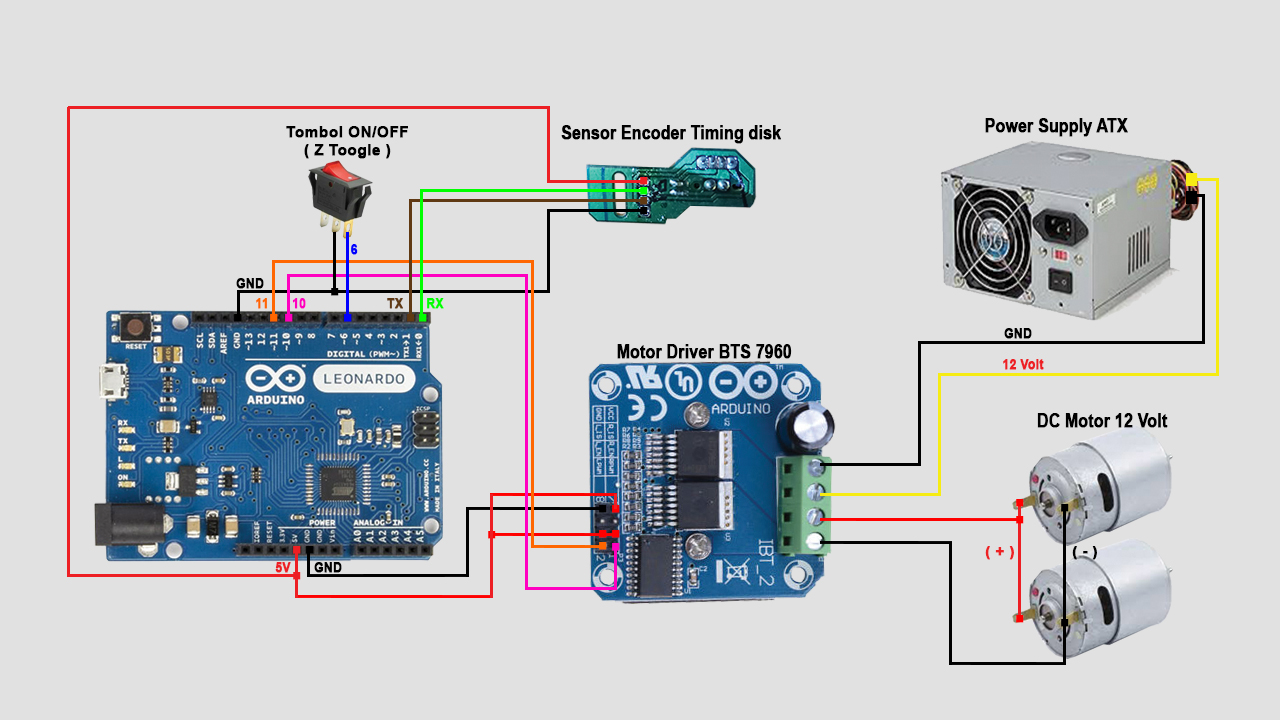 Tombol ON/OFF
( Z Toogle )
Sensor Encoder Timing disk
Power Supply ATX
6
GND
11
10
TX
RX
RESET
SCL
SDA
AREF
GND
13
12
~11
~10
~9
8
7
~6
~5
4
~3
2
TX→1
RX←0
DIGITAL (PWM~)
ARDUINO
LEONARDO
ICSP
RX
TX
L
ON
WWW.ARDUINO.CC
MADE IN ITALY
POWER
ANALOG IN
IOREF
RESET
3V3
5V
GND
GND
Vin
A0
A1
A2
A3
A4
A5
5V
GND
Motor Driver BTS 7960
ARDUINO
IBT_2
GND
12 Volt
DC Motor 12 Volt
( + )
( - )